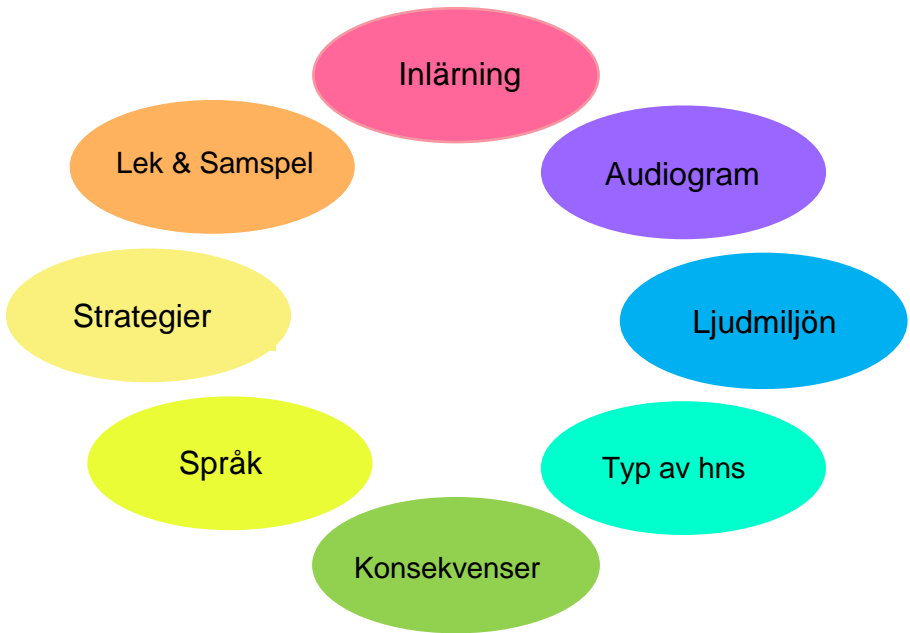 Inlärning
Lek & Samspel
Audiogram
Strategier
Ljudmiljön
Språk
Typ av hns
Konsekvenser